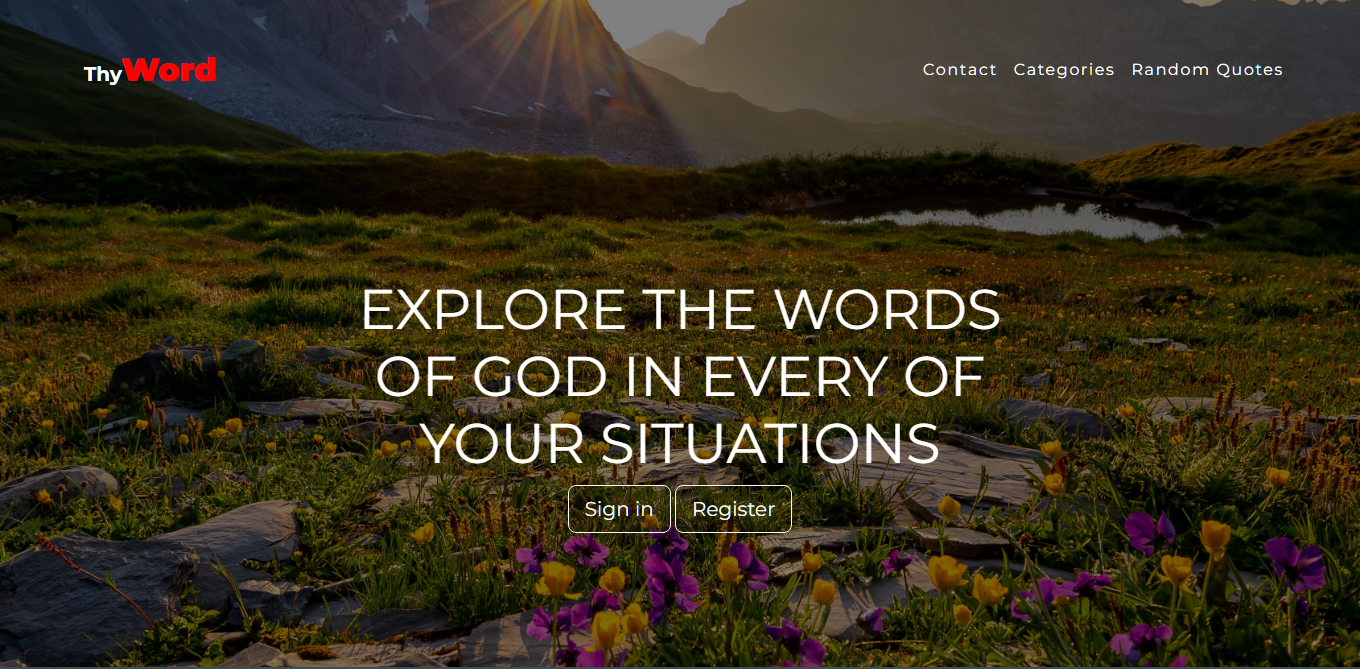 ThyWord
Contact Categories Random Quotes
EXPLORE THE WORDS
OF GOD IN EVERY OF
YOUR SITUATIONS
Sign in Register